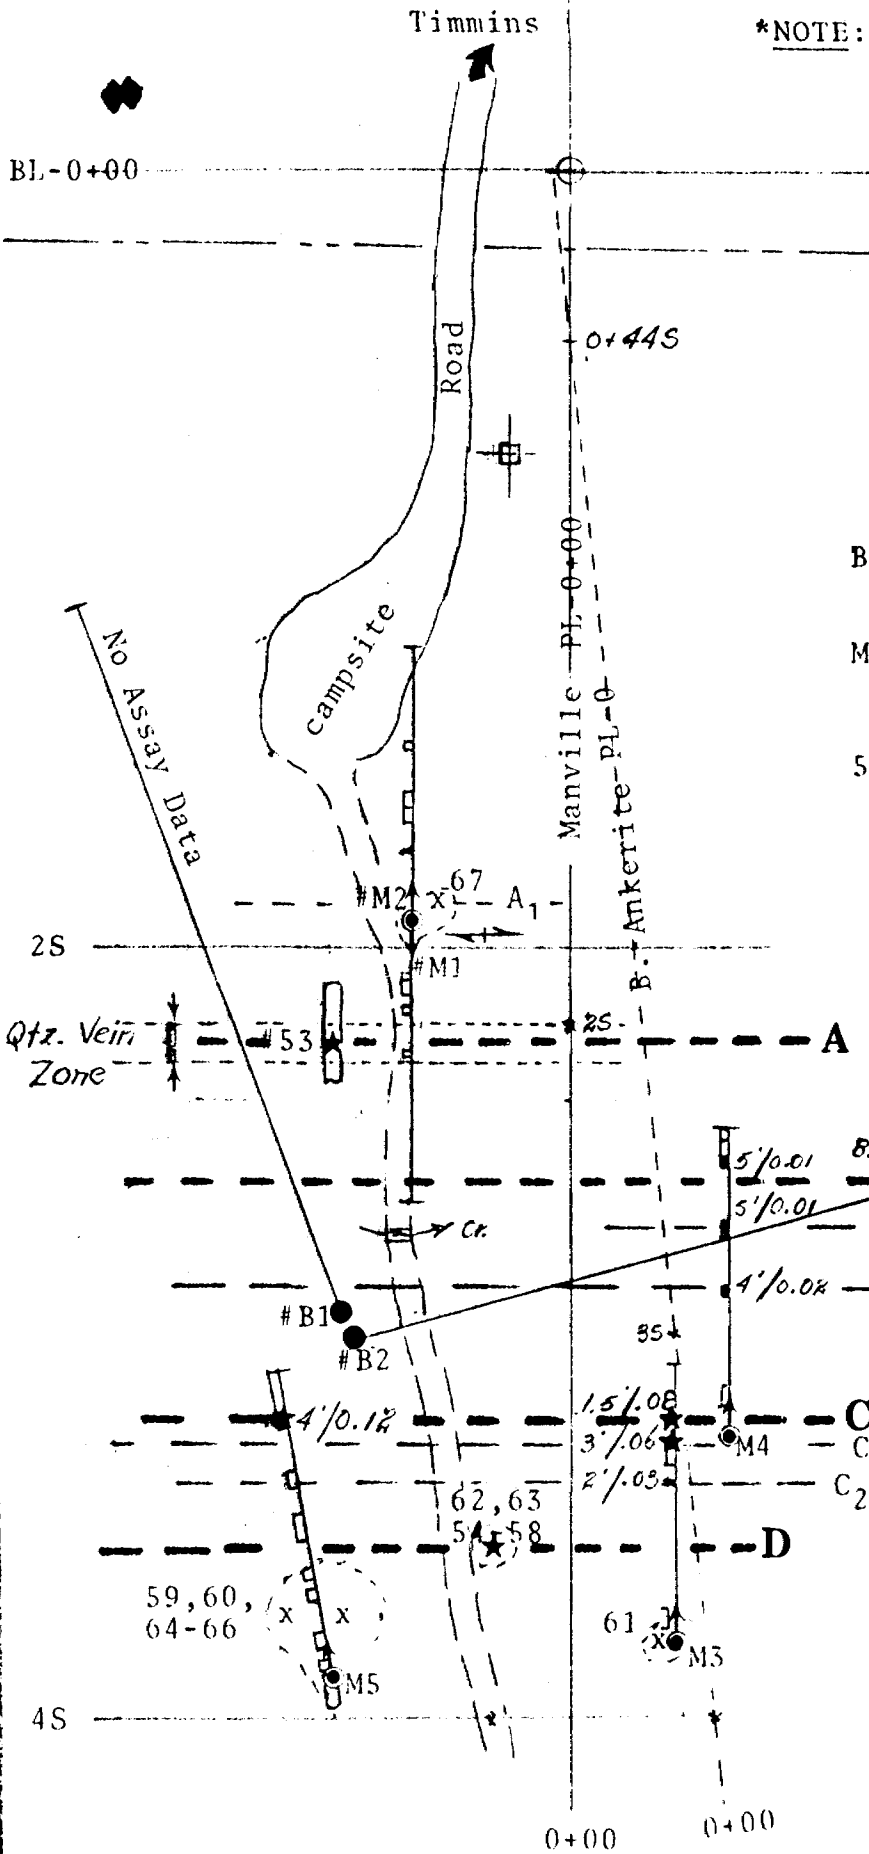 Timmins
*NOTE:
BL-0+00
0+44S
Road
campsite
Manville PL-0+00
B. Ankerite PL-0
No Assay Data
#M2
x-67
A1
2S
#M1
Qtz. Vein
Zone
#53
2S
A
5'/0.01
5'/0.01
Cr.
4'/0.02
#B1
#B2
3S
1.5'/.08
4'/0.12
C
3'/.06
M4
C
2'/.03
C2
62,63
54-58
D
59,60,
64-66
x
x
61
x
M3
M5
4S
0+00
0+00
B
M
5